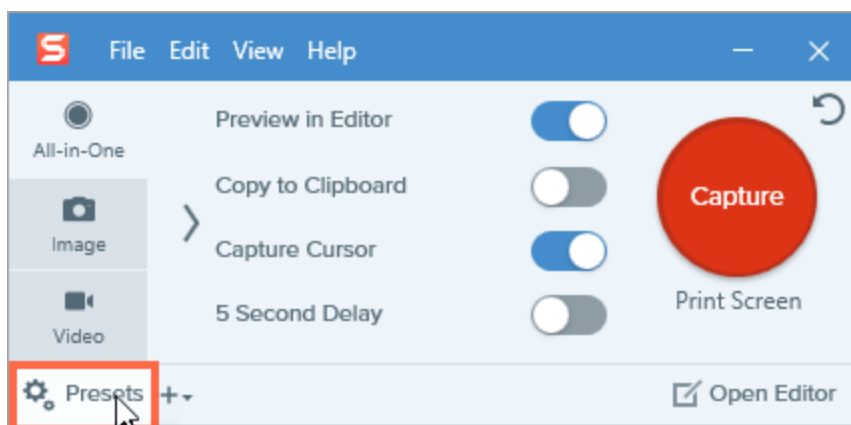 S File Edit View Help
All-in-One
Image
Video
Preview in Editor
Copy to Clipboard
Capture Cursor
5 Second Delay
Capture
Print Screen
Presets
Open Editor